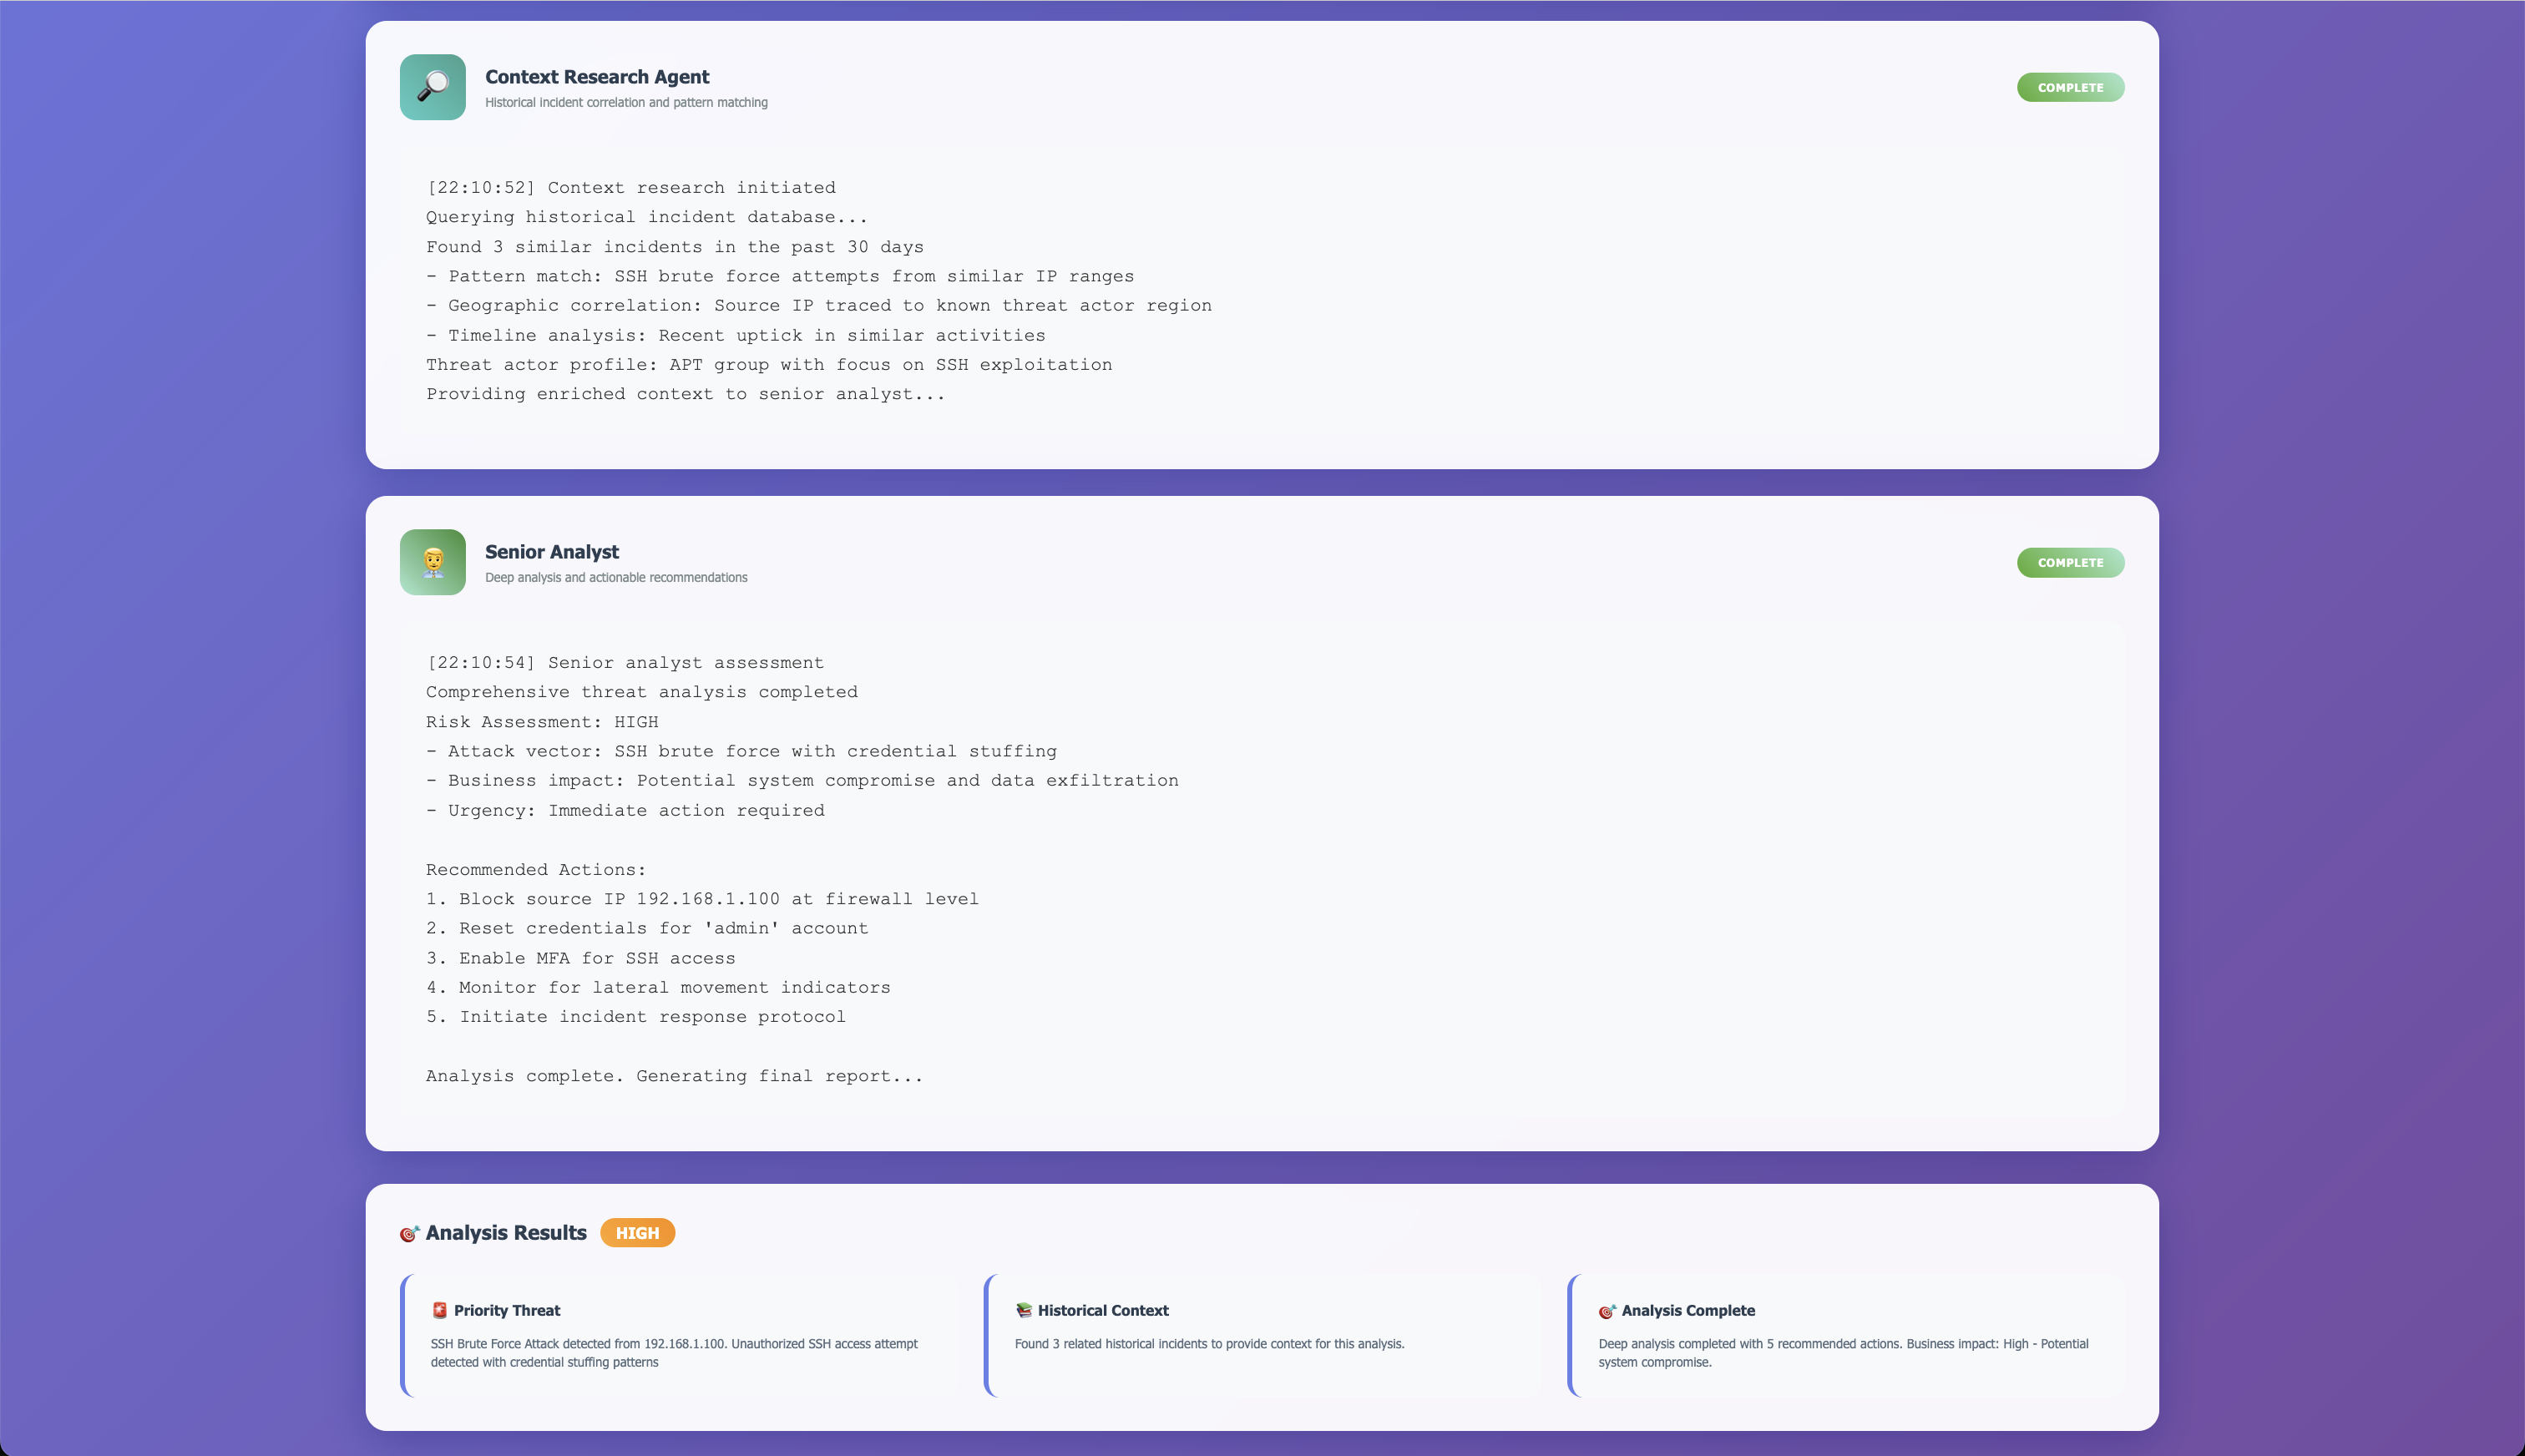 Context Research Agent
Historical incident correlation and pattern matching
COMPLETE
[22:10:52] Context research initiated
Querying historical incident database...
Found 3 similar incidents in the past 30 days
- Pattern match: SSH brute force attempts from similar IP ranges
- Geographic correlation: Source IP traced to known threat actor region
- Timeline analysis: Recent uptick in similar activities
Threat actor profile: APT group with focus on SSH exploitation
Providing enriched context to senior analyst...
Senior Analyst
Deep analysis and actionable recommendations
COMPLETE
[22:10:54] Senior analyst assessment
Comprehensive threat analysis completed
Risk Assessment: HIGH
- Attack vector: SSH brute force with credential stuffing
- Business impact: Potential system compromise and data exfiltration
- Urgency: Immediate action required
Recommended Actions:
1. Block source IP 192.168.1.100 at firewall level
2. Reset credentials for 'admin' account
3. Enable MFA for SSH access
4. Monitor for lateral movement indicators
5. Initiate incident response protocol
Analysis complete. Generating final report...
Analysis Results
HIGH
Priority Threat
SSH Brute Force Attack detected from 192.168.1.100. Unauthorized SSH access attempt
detected with credential stuffing patterns
Historical Context
Found 3 related historical incidents to provide context for this analysis.
Analysis Complete
Deep analysis completed with 5 recommended actions. Business impact: High - Potential
system compromise.